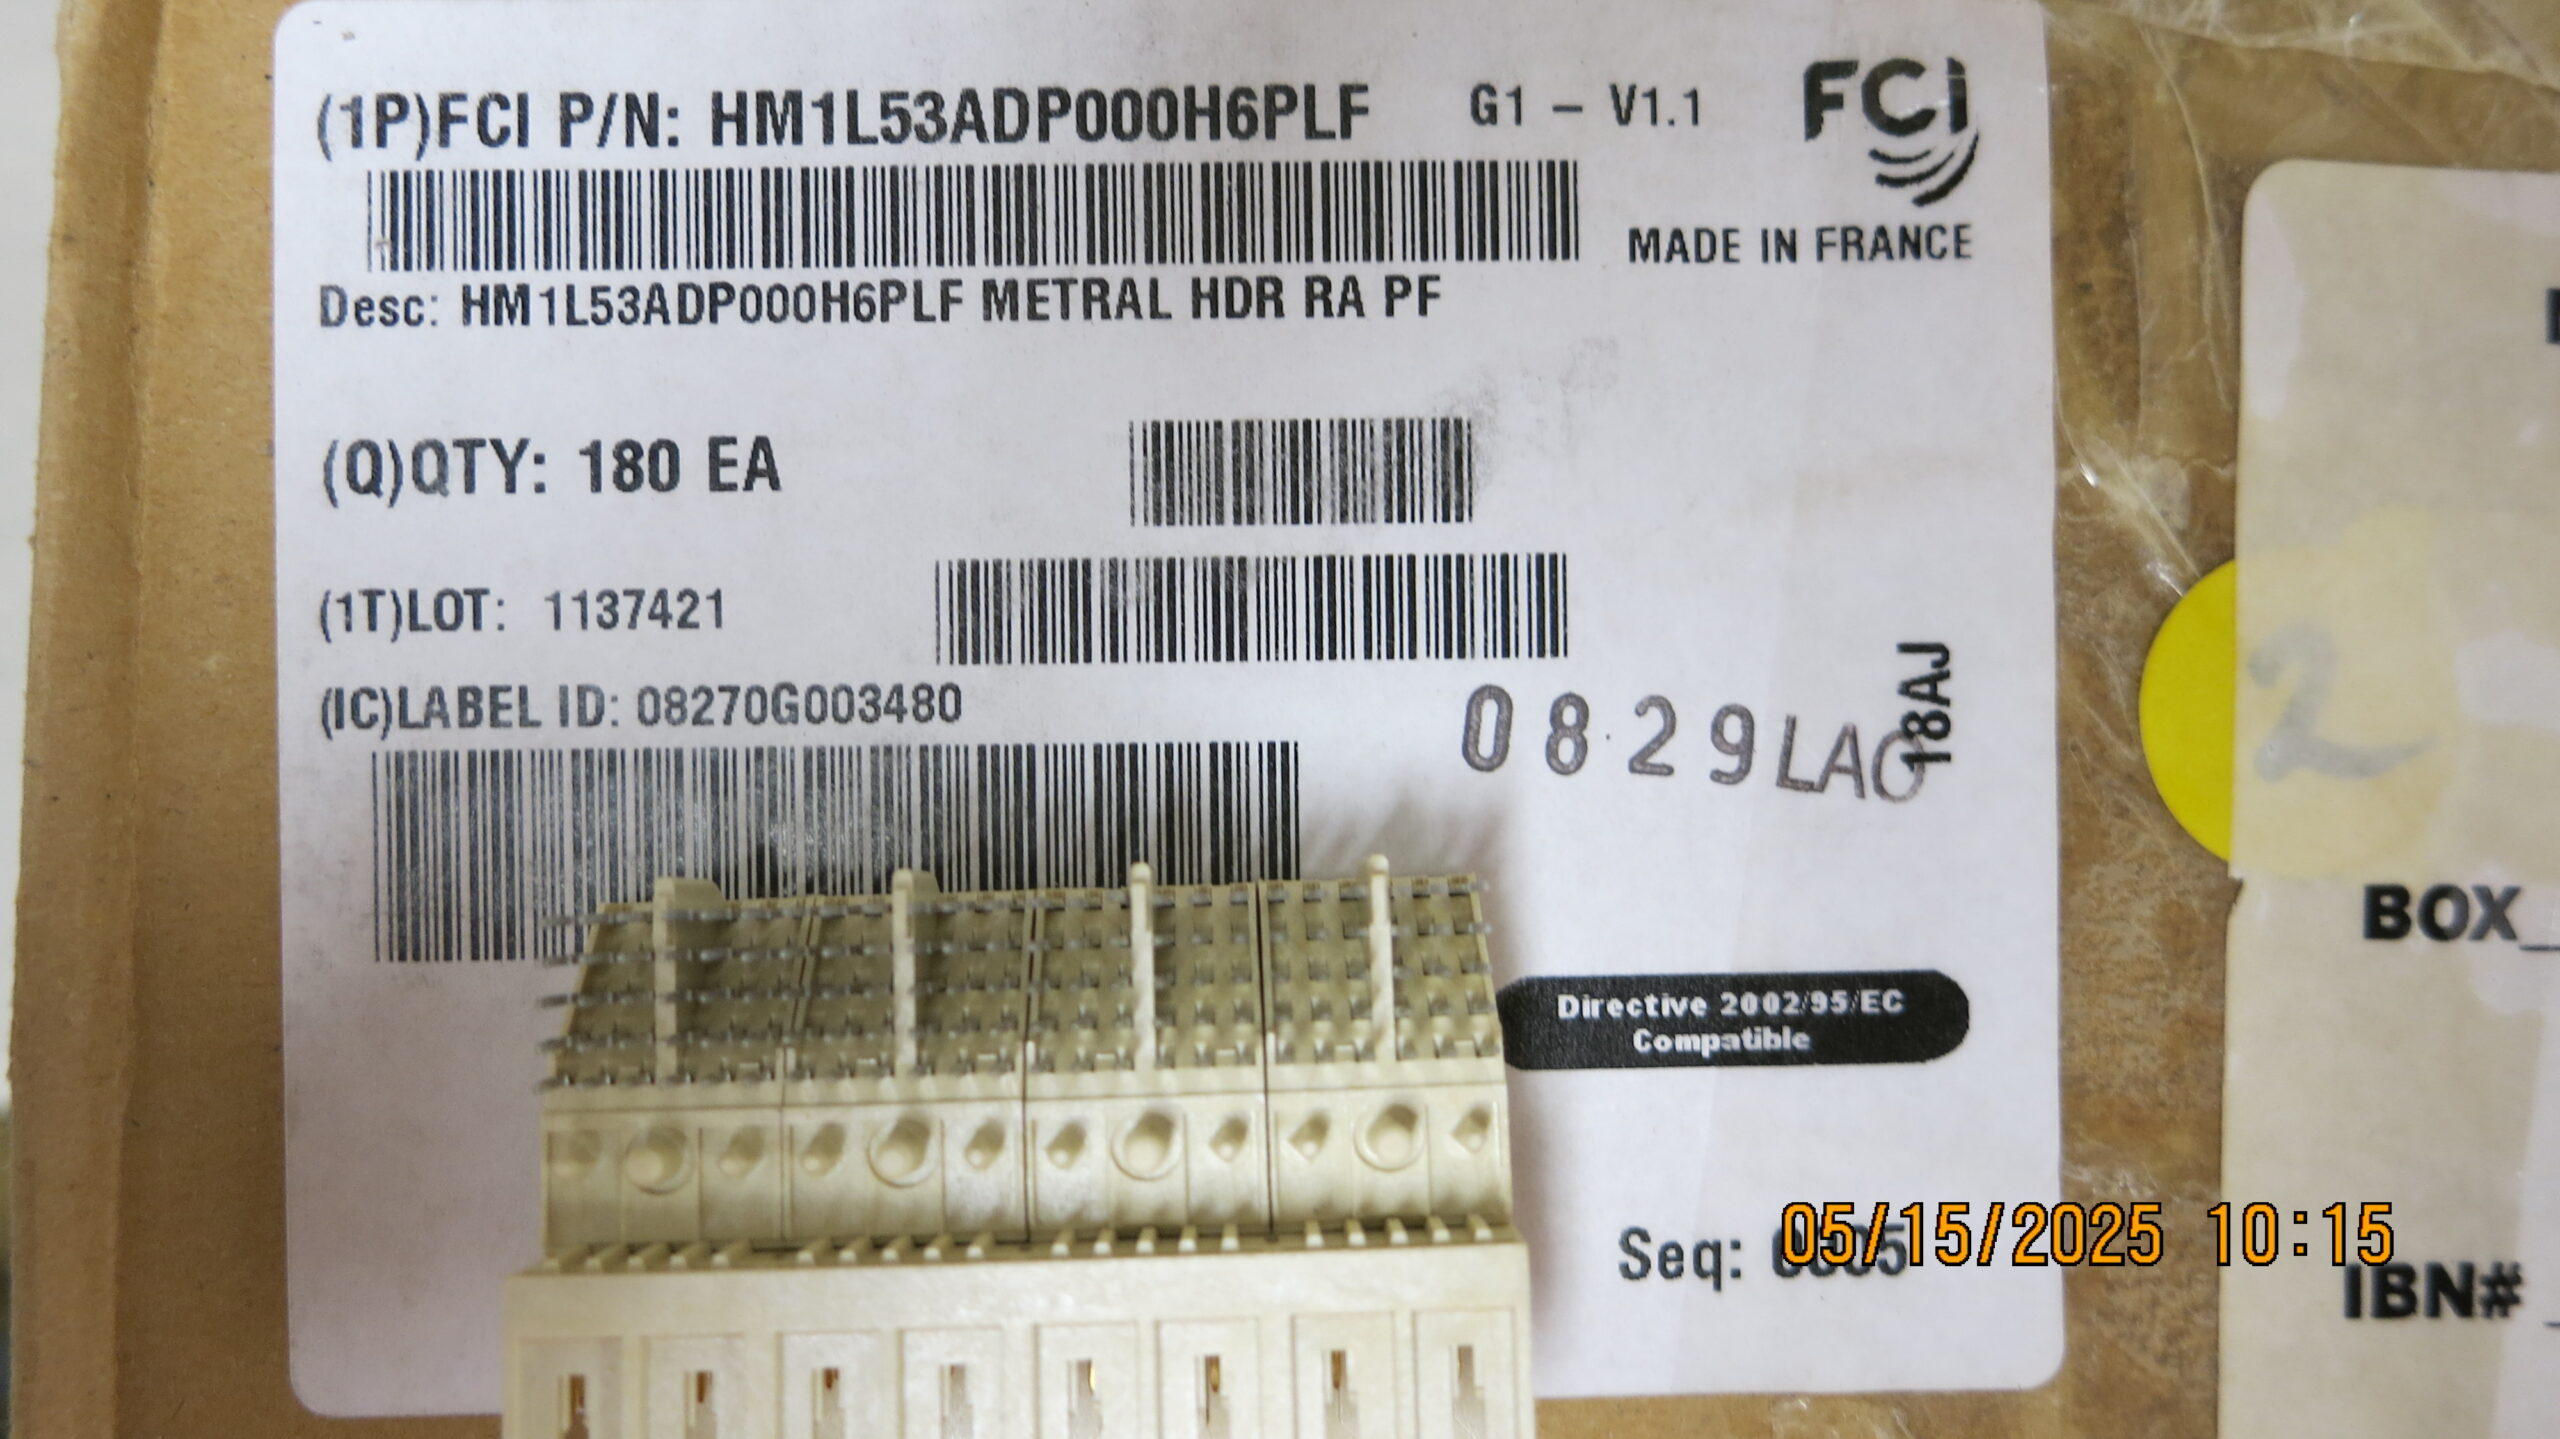 (1P)FCI P/N: HM1L53ADP000H6PLF G1 - V1.1
FCI
MADE IN FRANCE
Desc: HM1L53ADP000H6PLF METRAL HDR RA PF
(Q)QTY: 180 EA
(1T)LOT: 1137421
(IC)LABEL ID: 08270G003480
0829LAO
18AJ
2
BOX_
Directive 2002/95/EC
Compatible
Seq:
05/15/2025 10:15
IBN# _